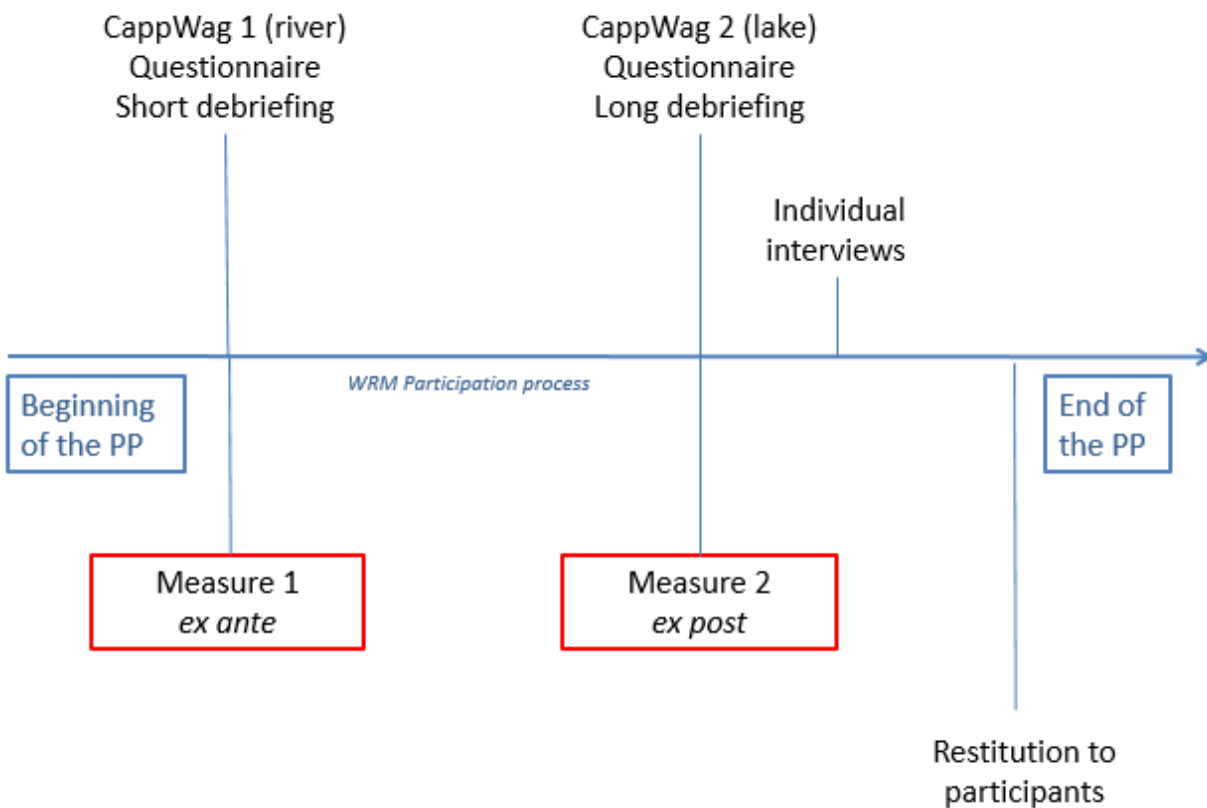 CappWag 1 (river)
Questionnaire
Short debriefing
CappWag 2 (lake)
Questionnaire
Long debriefing
Individual
interviews
WRM Participation process
Beginning
of the PP
End of
the PP
Measure 1
ex ante
Measure 2
ex post
Restitution to
participants